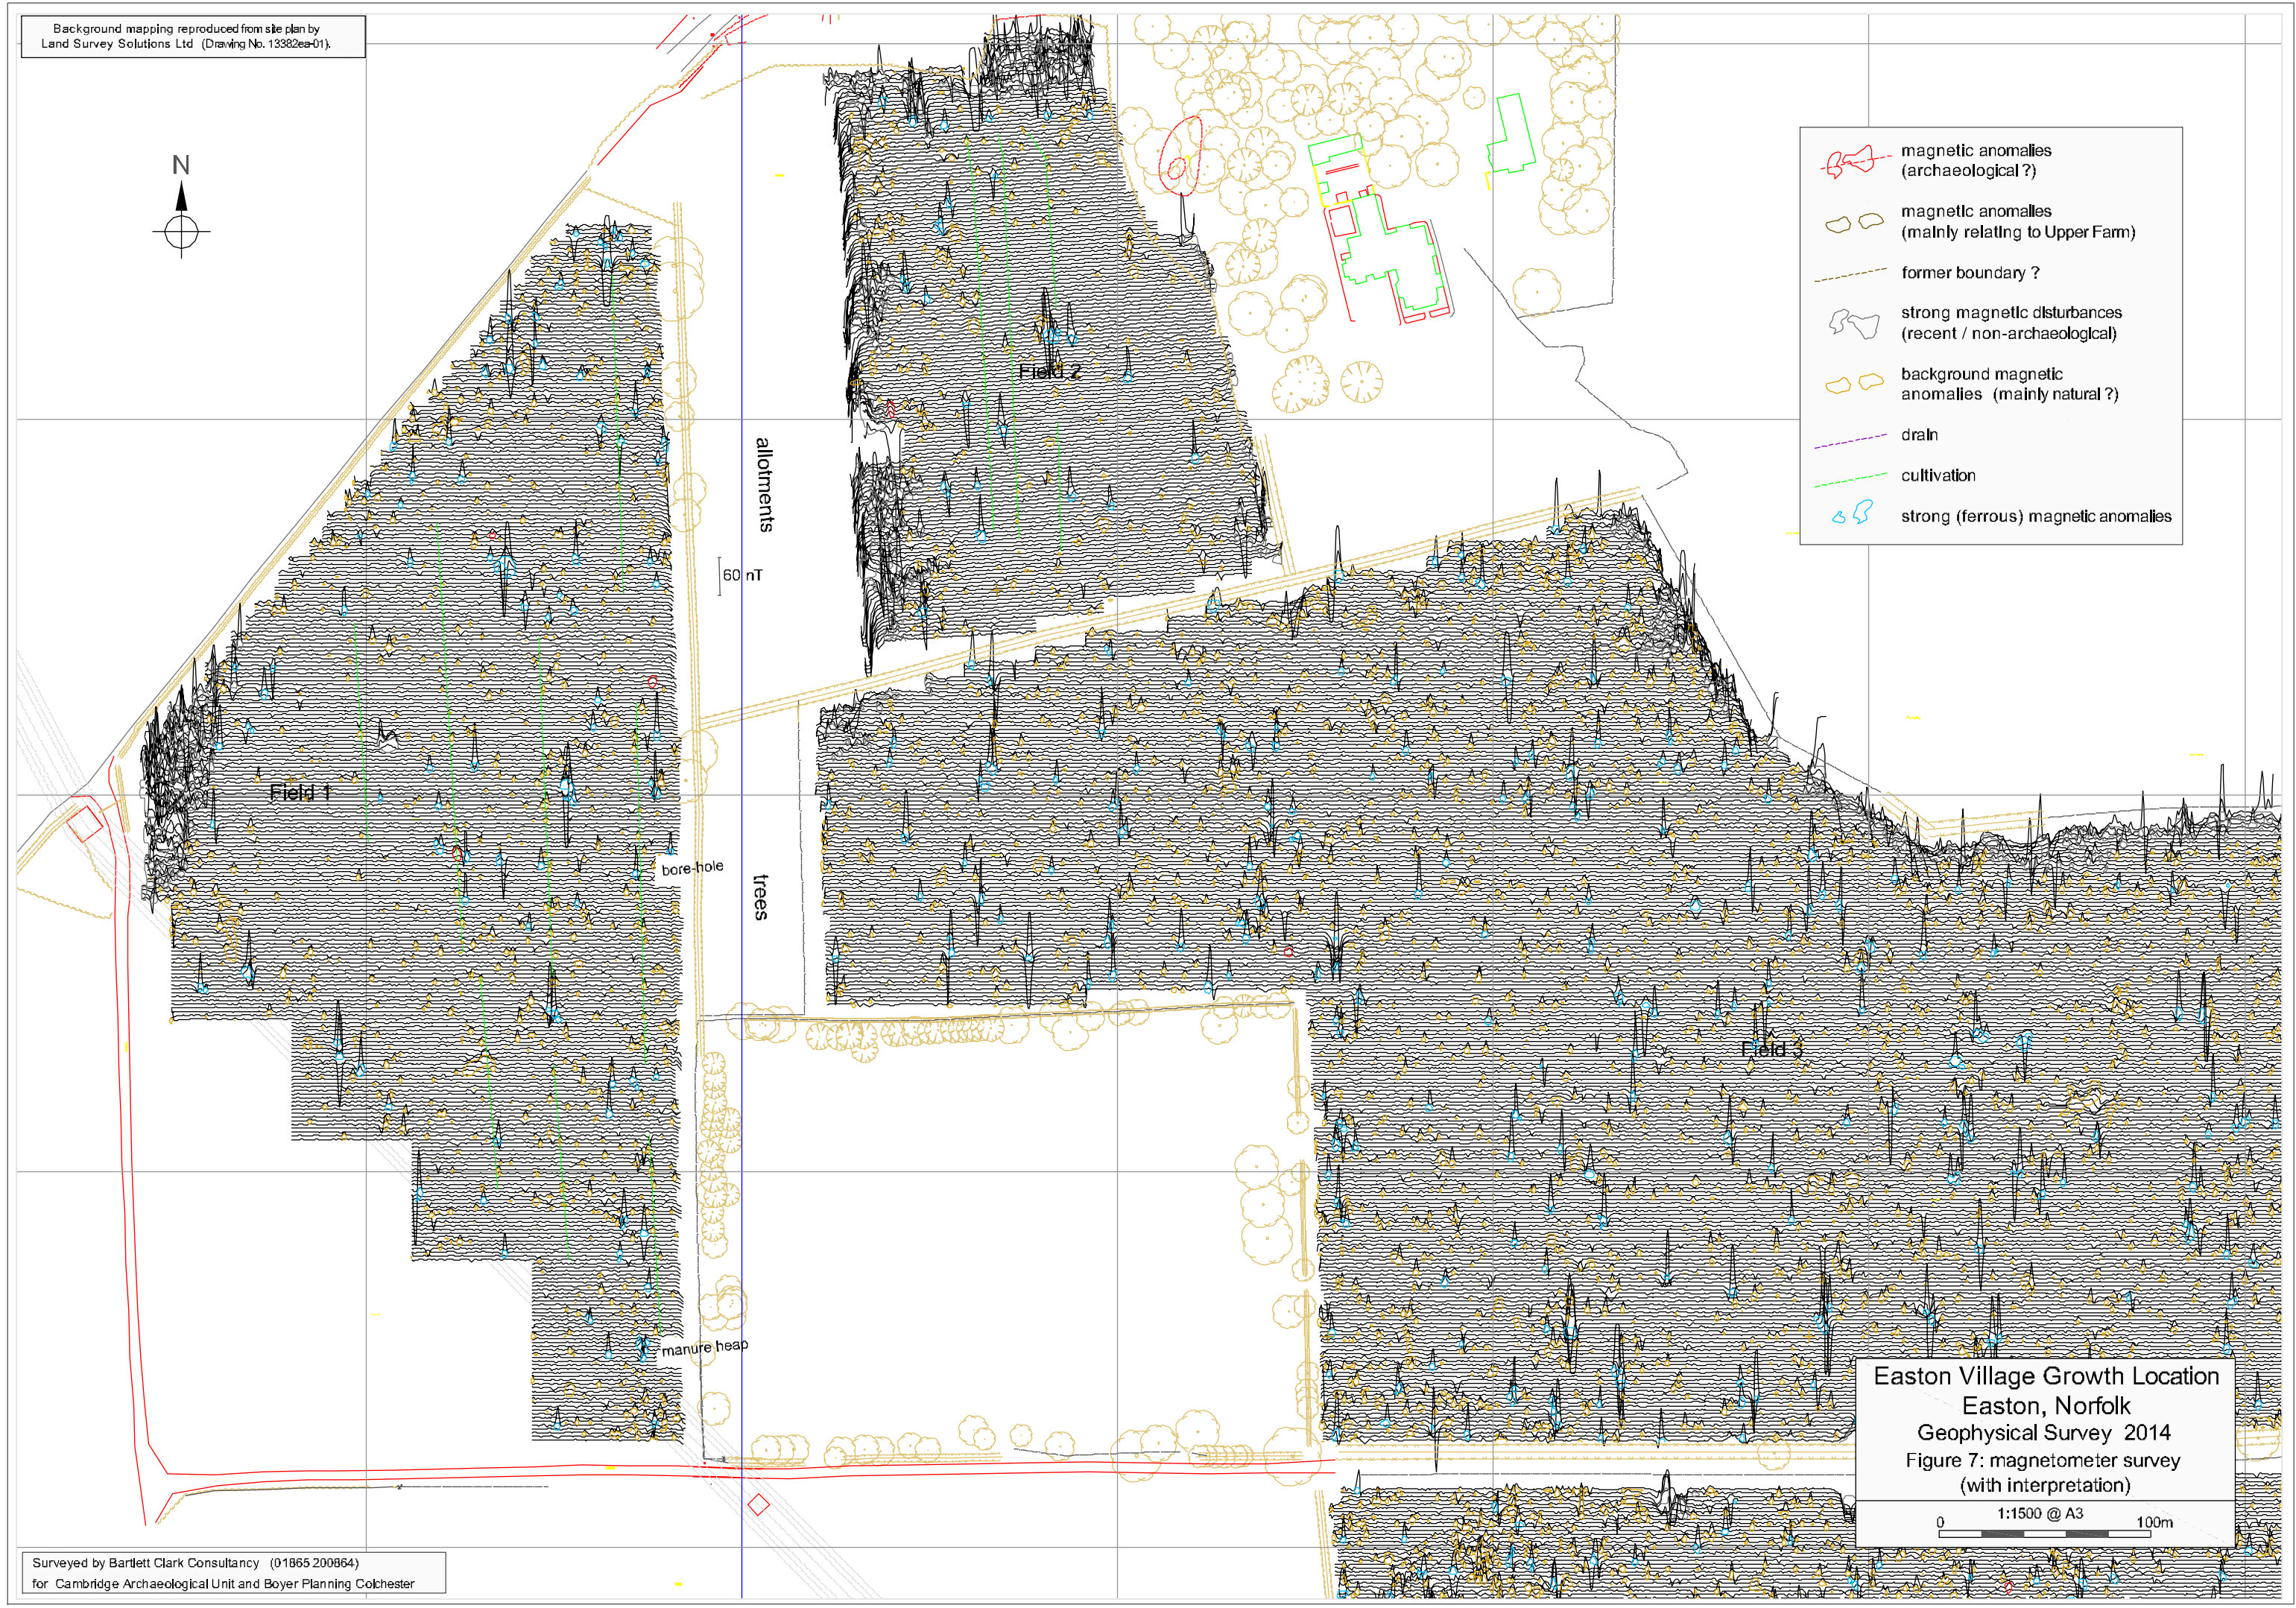 Background mapping reproduced from site plan by
Land Survey Solutions Ltd (Drawing No. 13382ea-01).
N
magnetic anomalies
(archaeological ?)
magnetic anomalies
(mainly relating to Upper Farm)
former boundary ?
strong magnetic disturbances
(recent / non-archaeological)
background magnetic
anomalies (mainly natural ?)
drain
cultivation
strong (ferrous) magnetic anomalies
Field 2
allotments
60 nT
Field 1
bore-hole
trees
Field 3
manure heap
Easton Village Growth Location
Easton, Norfolk
Geophysical Survey 2014
Figure 7: magnetometer survey
(with interpretation)
1:1500 @ A3
0 100m
Surveyed by Bartlett Clark Consultancy (01865 200864)
for Cambridge Archaeological Unit and Boyer Planning Colchester